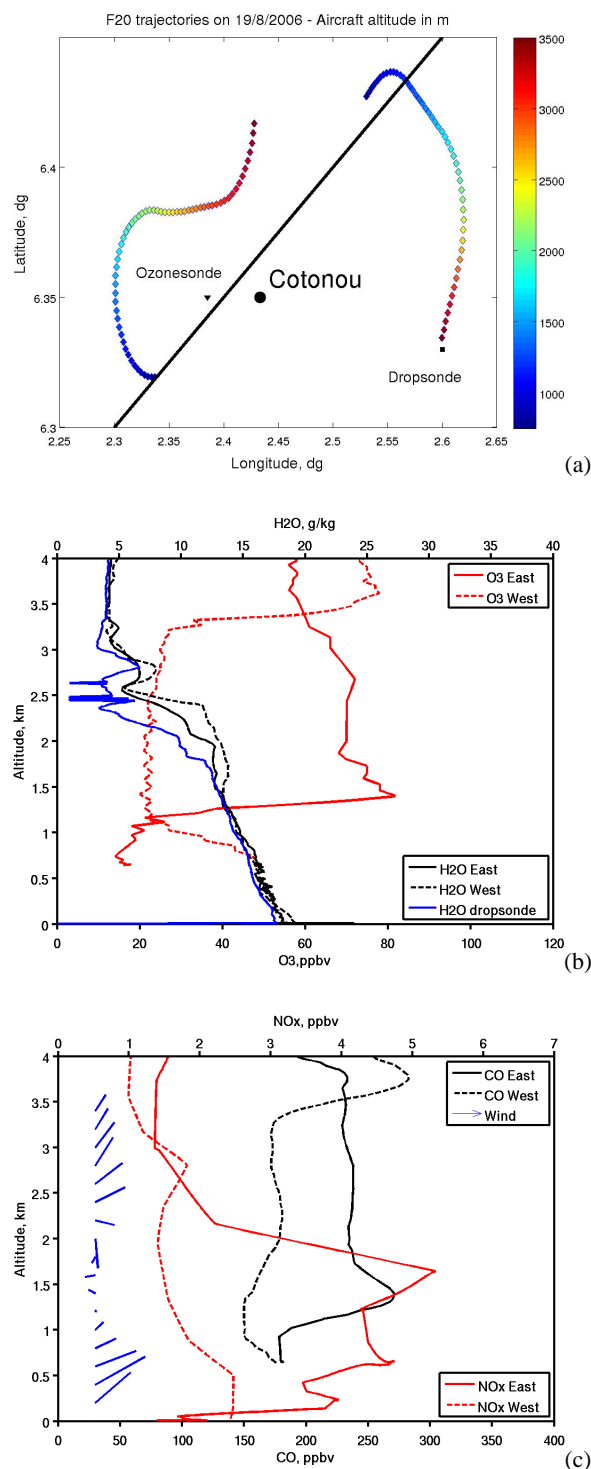 F20 trajectories on 19/8/2006 - Aircraft altitude in m
3500
3000
2500
2000
1500
1000
6.4
6.35
6.3
Latitude, dg
Ozonesonde
Cotonou
Dropsonde
2.25 2.3 2.35 2.4 2.45 2.5 2.55 2.6 2.65
Longitude, dg
(a)
H2O, g/kg
0 5 10 15 20 25 30 35 40
4
3.5
3
2.5
2
1.5
1
0.5
0
Altitude, km
O3 East
O3 West
H2O East
H2O West
H2O dropsonde
0 20 40 60 80 100 120
O3,ppbv
(b)
NOx, ppbv
0 1 2 3 4 5 6 7
4
3.5
3
2.5
2
1.5
1
0.5
0
Altitude, km
CO East
CO West
Wind
NOx East
NOx West
0 50 100 150 200 250 300 350 400
CO, ppbv
(c)